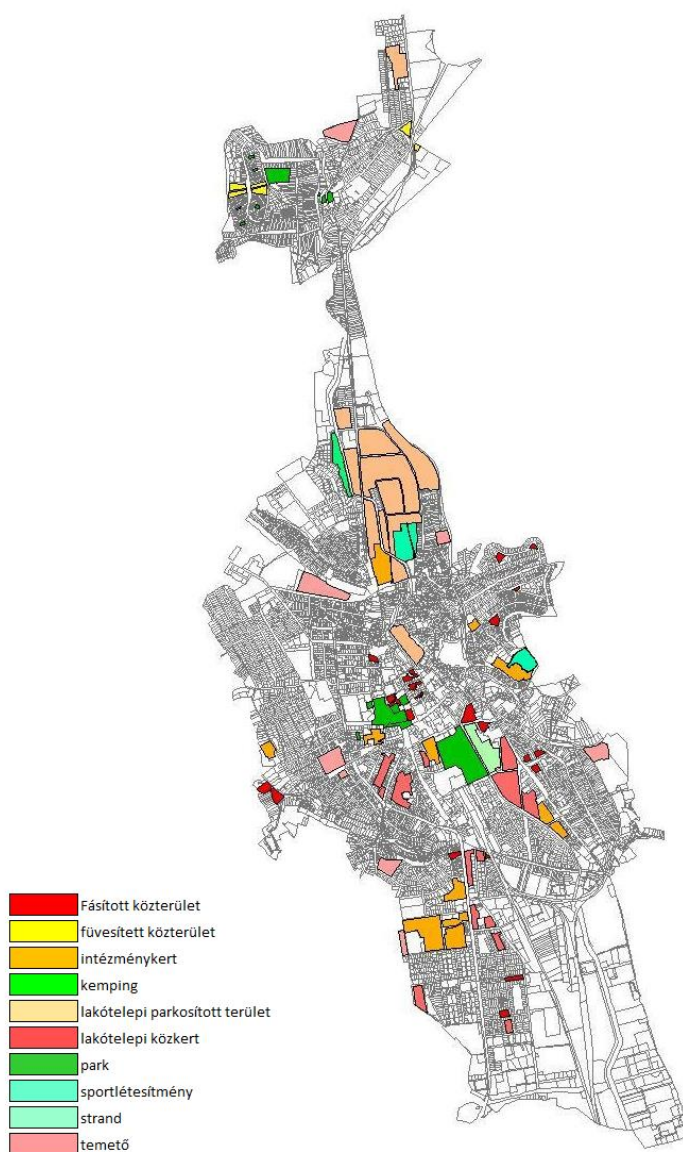 Fásított közterület
füvesített közterület
intézménykert
kemping
lakótelepi parkosított terület
lakótelepi közkert
park
sportlétesítmény
strand
temető